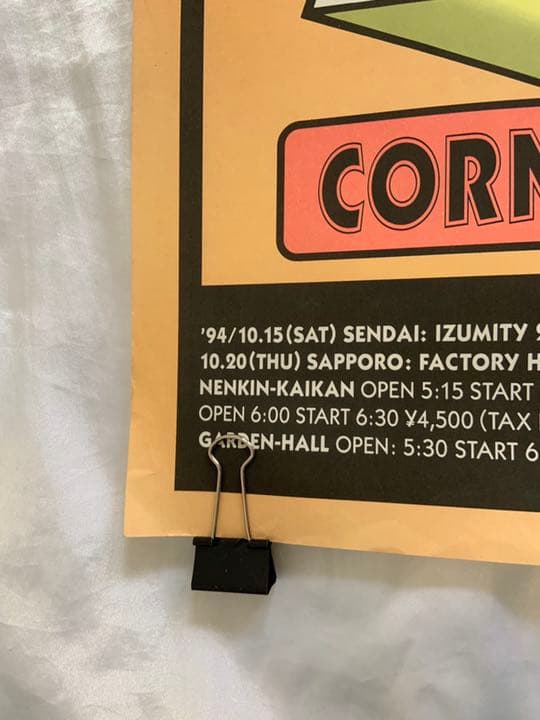 CORN
'94/10.15(SAT) SENDAI: IZUMITY
10.20(THU) SAPPORO: FACTORY H
NENKIN-KAIKAN OPEN 5:15 START
OPEN 6:00 START 6:30 ¥4,500 (TAX
GARDEN-HALL OPEN: 5:30 START 6